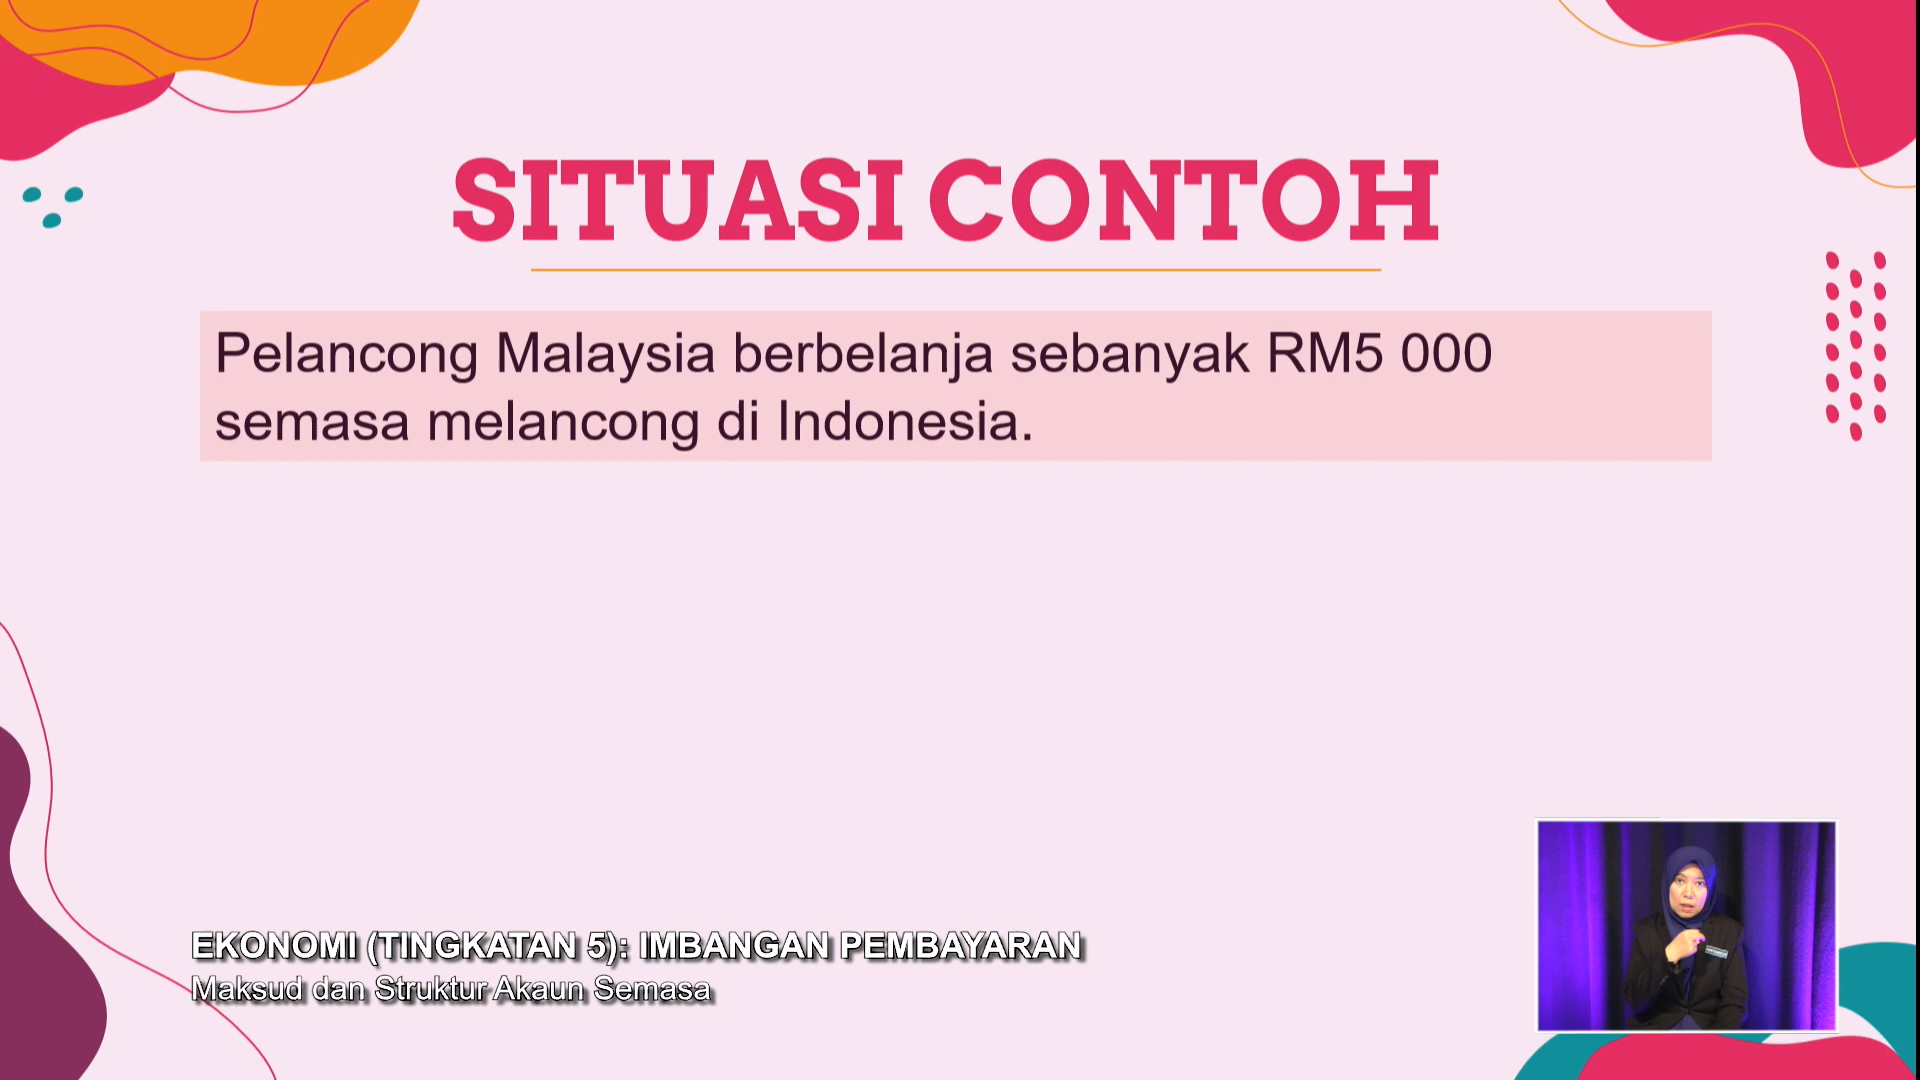 SITUASI CONTOH
Pelancong Malaysia berbelanja sebanyak RM5 000
semasa melancong di Indonesia.
EKONOMI (TINGKATAN 5): IMBANGAN PEMBAYARAN
Maksud dan Struktur Akaun Semasa